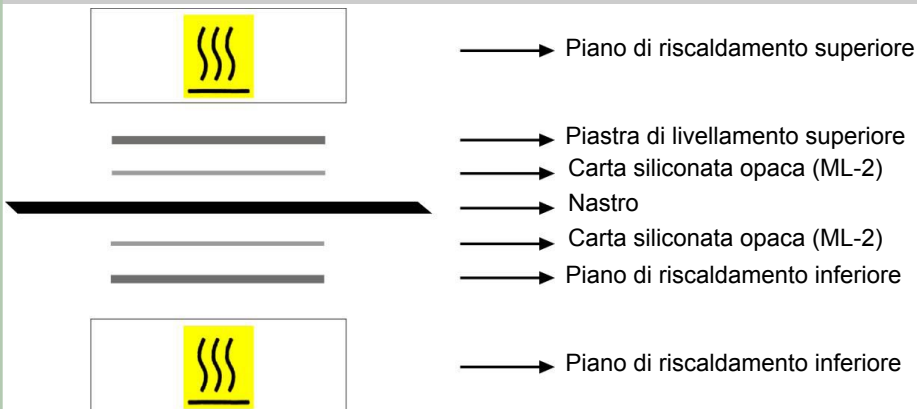 Piano di riscaldamento superiore
Piastra di livellamento superiore
Carta siliconata opaca (ML-2)
Nastro
Carta siliconata opaca (ML-2)
Piano di riscaldamento inferiore
Piano di riscaldamento inferiore